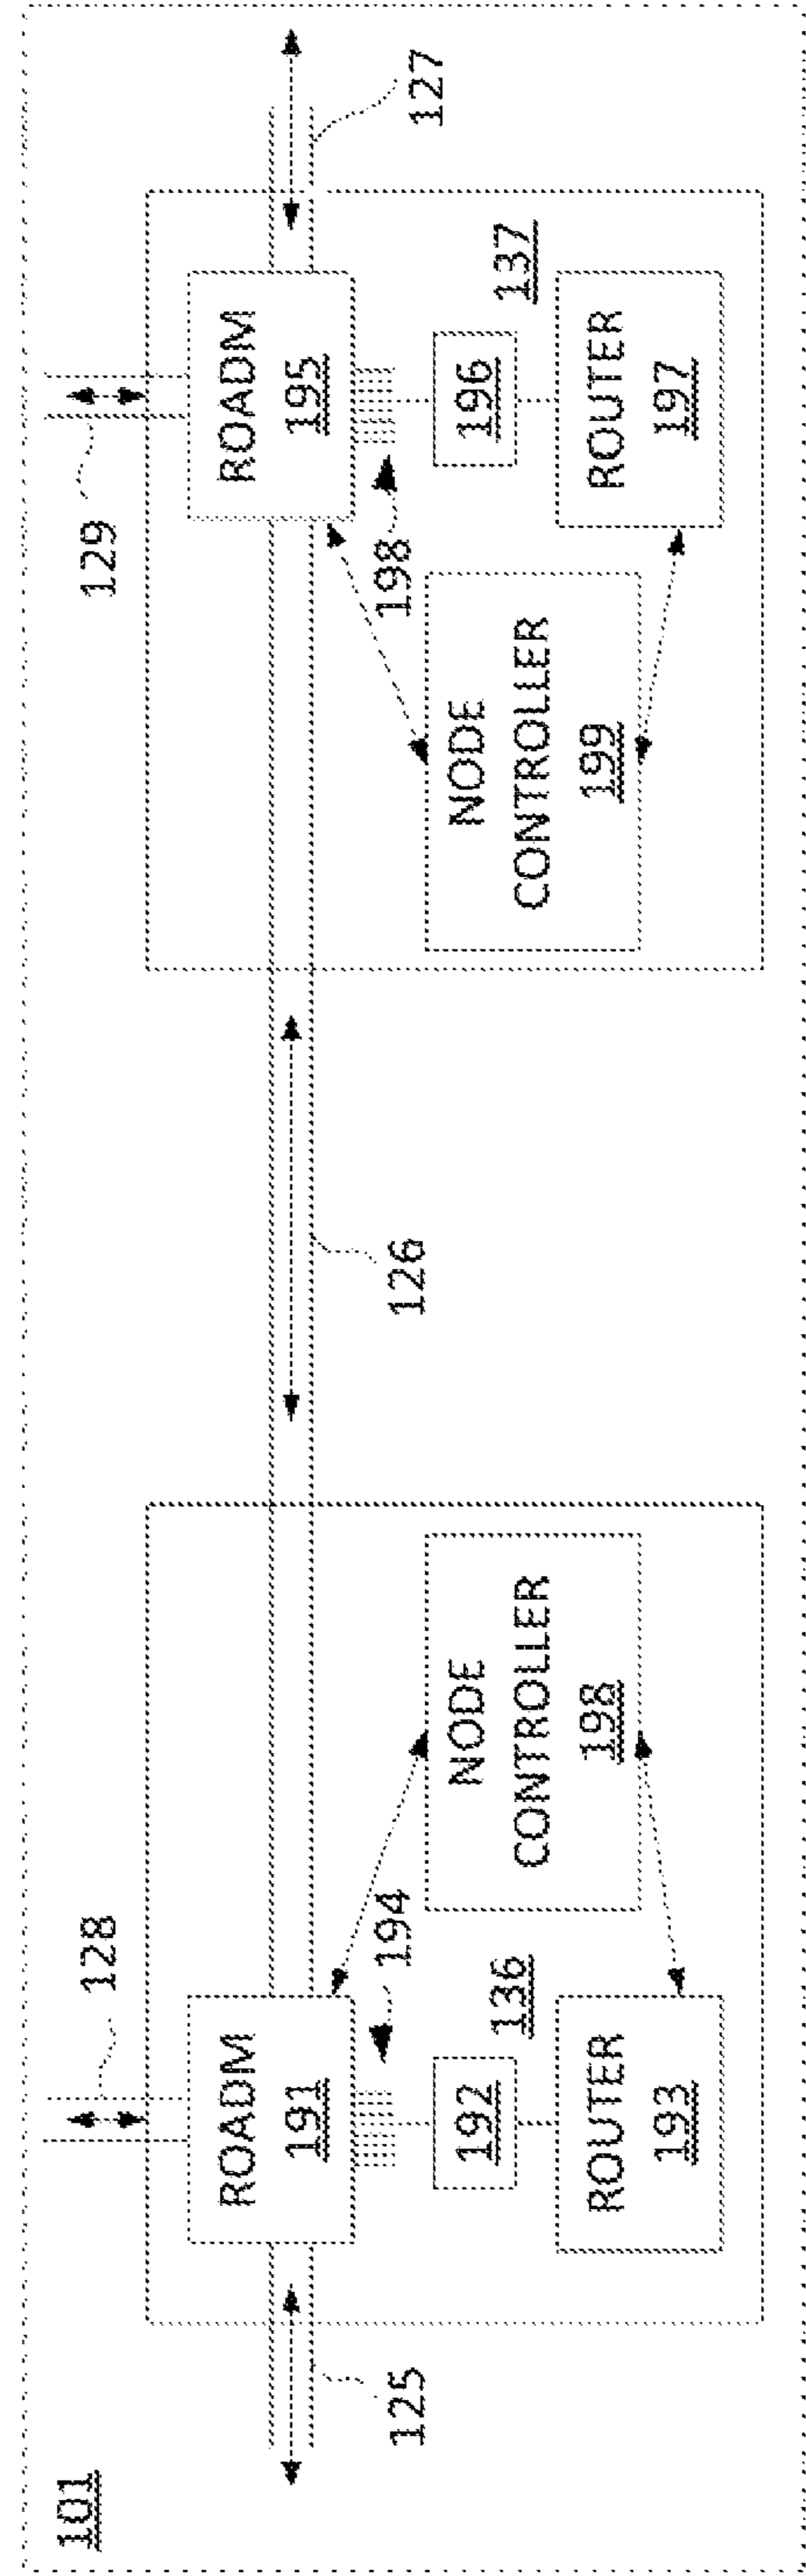 101
128
129
ROADM
191
ROADM
195
125
126
127
194
198
192
136
NODE
CONTROLLER
198
NODE
CONTROLLER
199
196
137
ROUTER
193
ROUTER
197